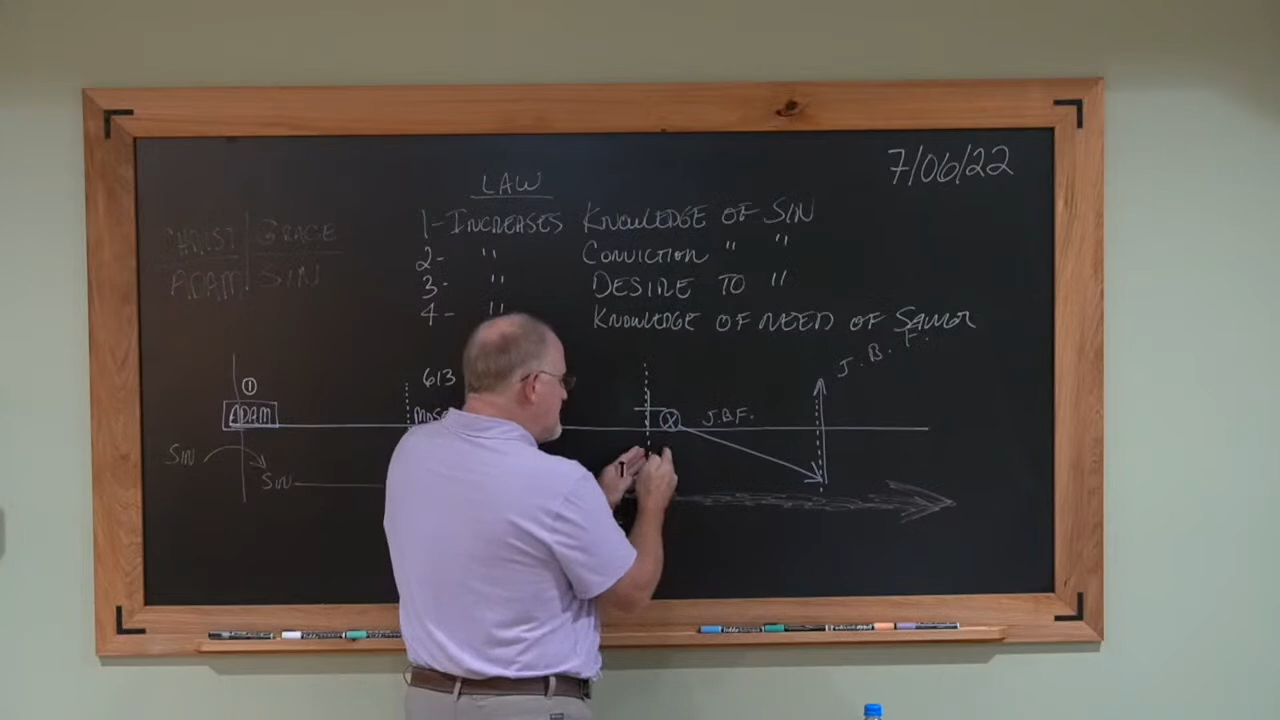 7/06/22
LAW
1- INCREASES KNOWLEDGE OF SIN
2- " CONVICTION " "
3- " DESIRE TO "
4- " KNOWLEDGE OF NEED OF SAVIOR
CHRIST GRACE
ADAM SIN
J. B. F.
613
1
ADAM
X J.B.F.
SIN
SIN